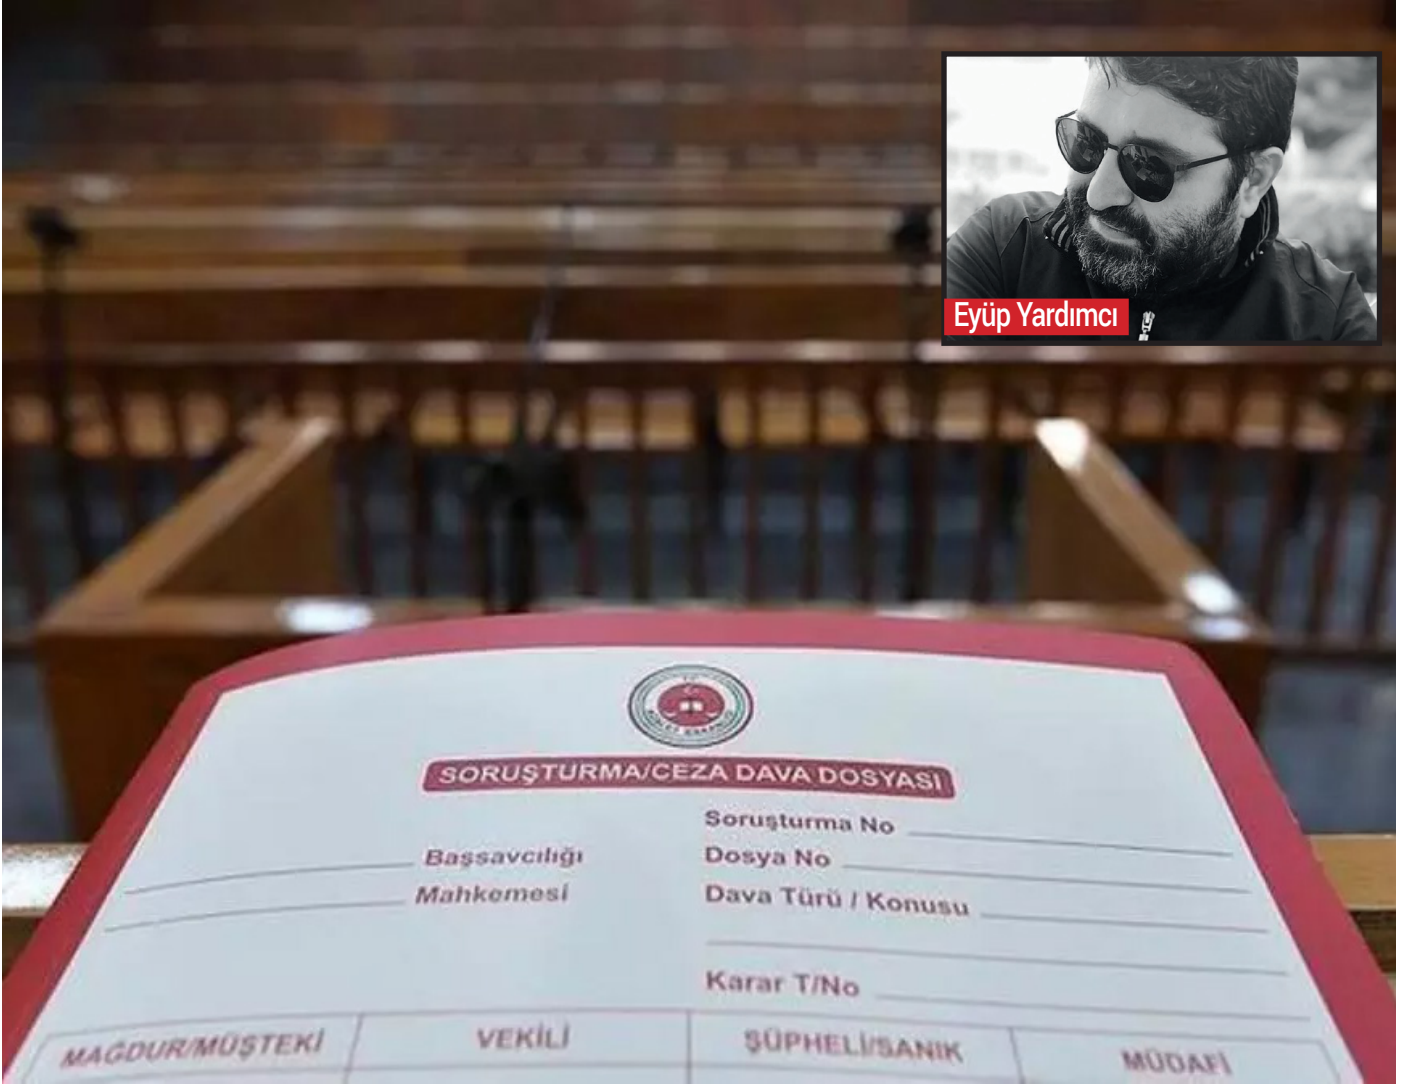 Eyüp Yardımcı
SORUŞTURMA/CEZA DAVA DOSYASI
Soruşturma No
Başsavcılığı
Dosya No
Mahkemesi
Dava Türü / Konusu
Karar T/No
MAĞDUR/MÜŞTEKİ
VEKİLİ
ŞÜPHELİ/SANIK
MÜDAFİ